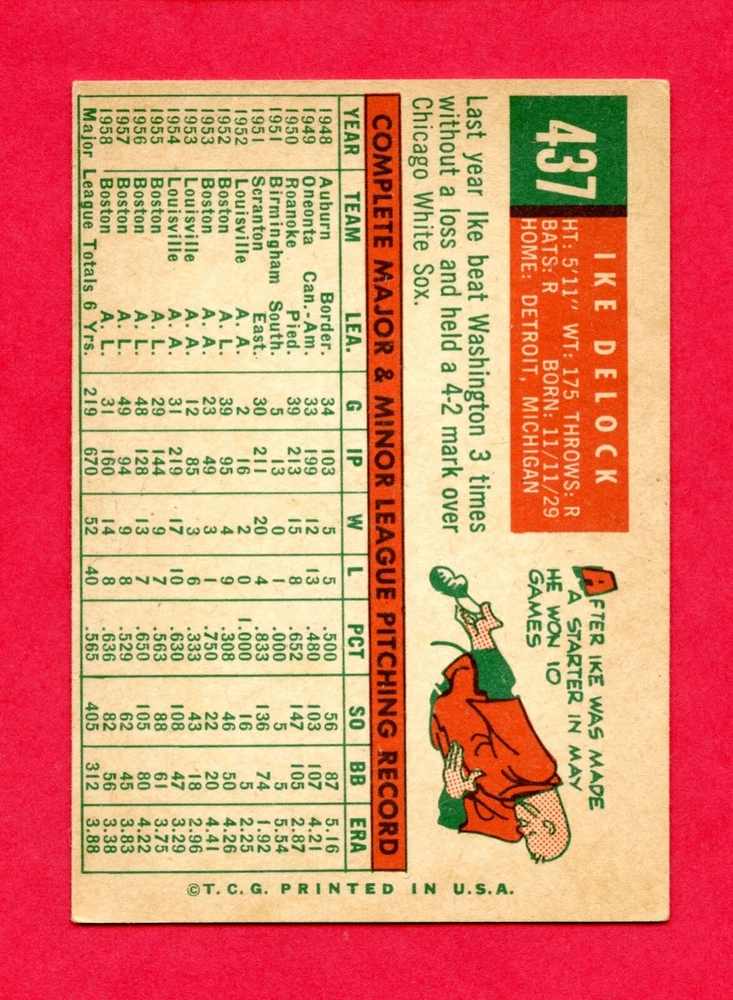 437
IKE DELOCK
HT: 5'11" WT: 175 THROWS: R
BATS: R BORN: 11/11/29
HOME: DETROIT, MICHIGAN
Last year Ike beat Washington 3 times
without a loss and held a 4-2 mark over
Chicago White Sox.
AFTER IKE WAS MADE
A STARTER IN MAY
HE WON 10
GAMES
COMPLETE MAJOR & MINOR LEAGUE PITCHING RECORD
YEAR TEAM LEA. G IP W L PCT SO BB ERA
1948 Auburn Border. 34 103 5 5 .500 56 87 5.16
1949 Oneonta Can.-Am. 33 199 12 13 .480 103 107 4.21
1950 Roanoke Pied. 39 213 15 8 .652 147 105 2.87
1951 Birmingham South. 5 13 0 1 .000 5 5 5.54
1951 Scranton East. 30 211 20 4 .833 136 74 1.92
1952 Louisville A. A. 2 16 2 0 1.000 16 5 2.25
1952 Boston A. L. 39 95 4 9 .308 46 50 4.26
1953 Boston A. L. 23 49 3 1 .750 22 20 4.41
1953 Louisville A. A. 12 85 3 6 .333 43 18 2.96
1954 Louisville A. A. 31 219 17 10 .630 108 47 3.29
1955 Boston A. L. 29 144 9 7 .563 88 61 3.75
1956 Boston A. L. 48 128 13 7 .650 105 80 4.22
1957 Boston A. L. 49 94 9 8 .529 62 45 3.83
1958 Boston A. L. 31 160 14 8 .636 82 56 3.38
Major League Totals 6 Yrs. 219 670 52 40 .565 405 312 3.88
©T.C.G. PRINTED IN U.S.A.